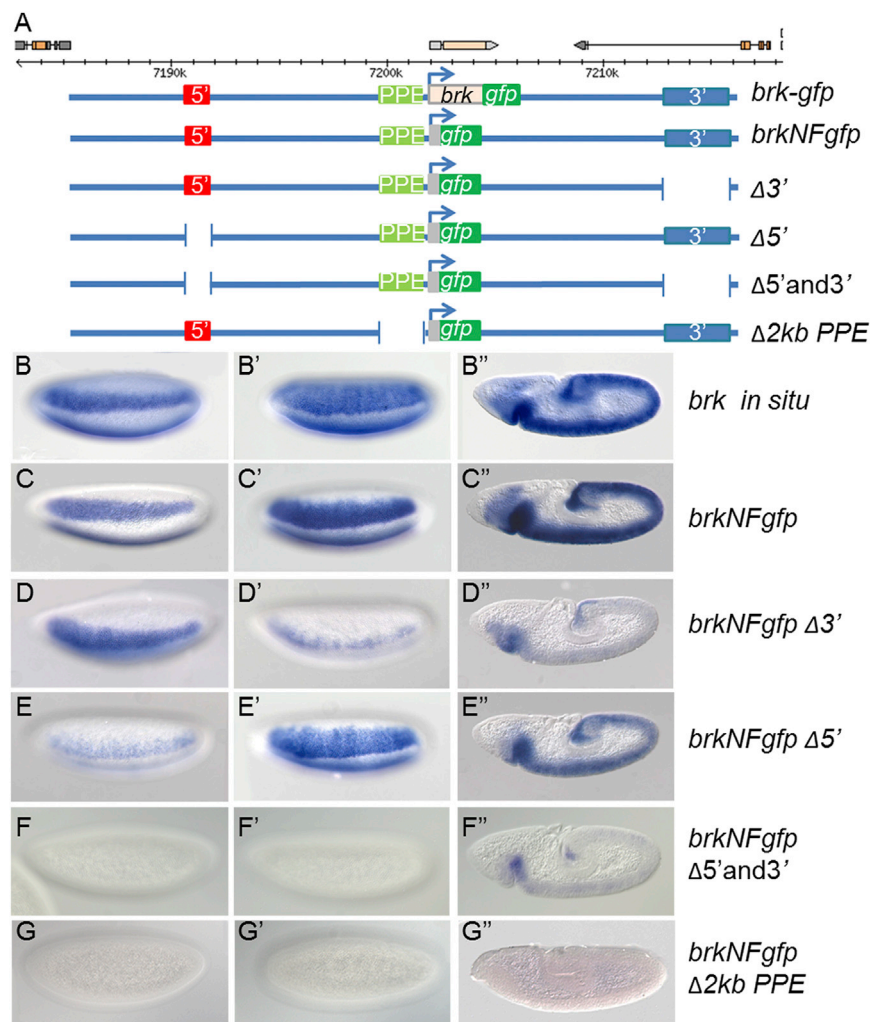 A
7190k 7200k 7210k
5' PPE brk gfp 3' brk-gfp
5' PPE gfp 3' brkNFgfp
5' PPE gfp Δ3'
PPE gfp 3' Δ5'
PPE gfp Δ5'and3'
5' gfp 3' Δ2kb PPE
B B' B" brk in situ
C C' C" brkNFgfp
D D' D" brkNFgfp Δ3'
E E' E" brkNFgfp Δ5'
F F' F" brkNFgfp
Δ5'and3'
G G' G" brkNFgfp
Δ2kb PPE